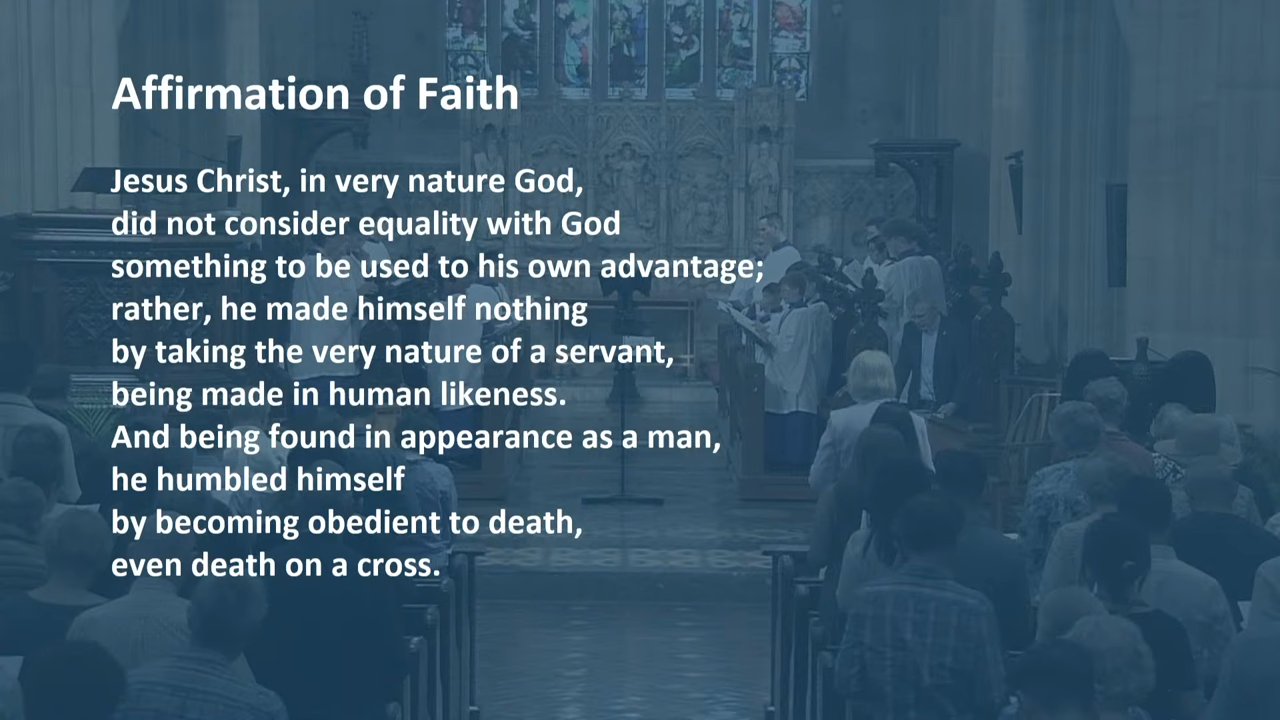 Affirmation of Faith
Jesus Christ, in very nature God,
did not consider equality with God
something to be used to his own advantage;
rather, he made himself nothing
by taking the very nature of a servant,
being made in human likeness.
And being found in appearance as a man,
he humbled himself
by becoming obedient to death,
even death on a cross.